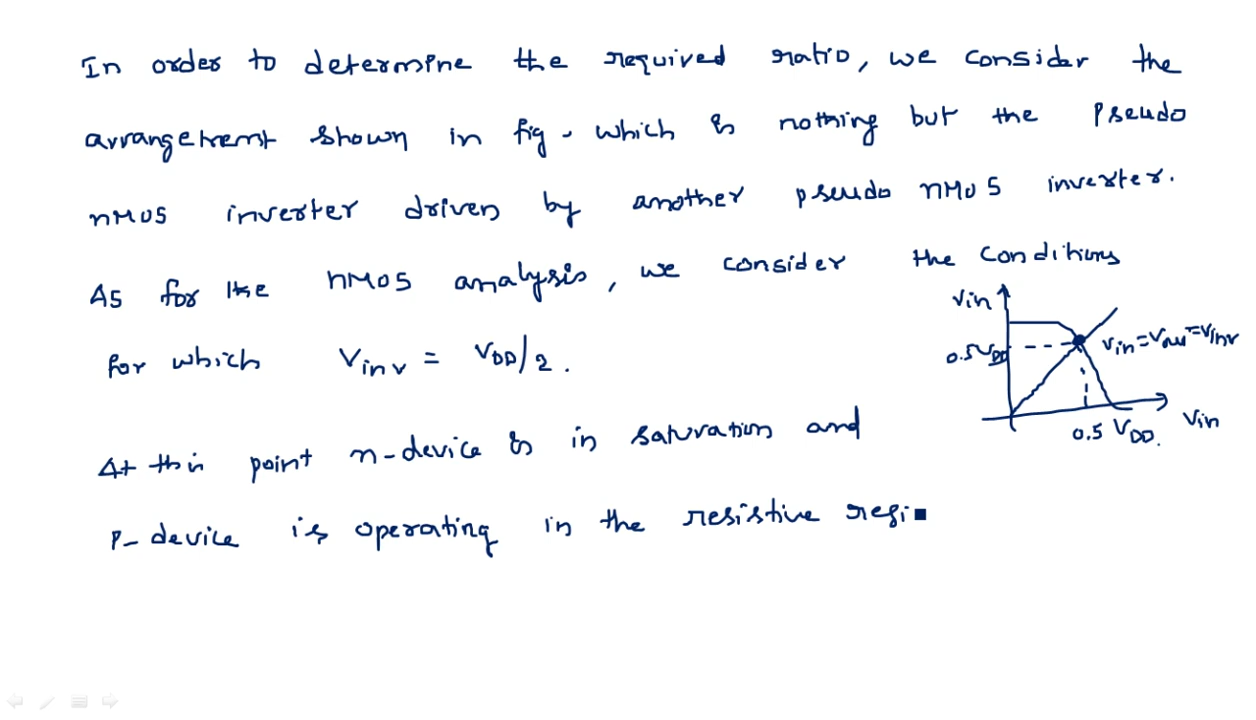 In order to determine the required ratio, we consider the
arrangement shown in fig. which is nothing but the Pseudo
nMOS inverter driven by another pseudo nMOS inverter.
As for the nMOS analysis, we consider the conditions
for which Vinv = VDD/2.
Vin
0.5VDD
Vin=Vout=Vinv
Vin
0.5 VDD.
At this point n-device is in saturation and
P-device is operating in the resistive regi